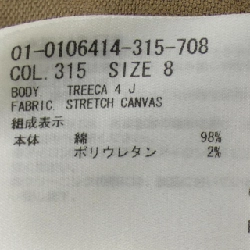 01-0106414-315-708
COL. 315 SIZE 8
BODY TREECA 4 J
FABRIC STRETCH CANVAS
組成表示
本体 綿 98%
ポリウレタン 2%